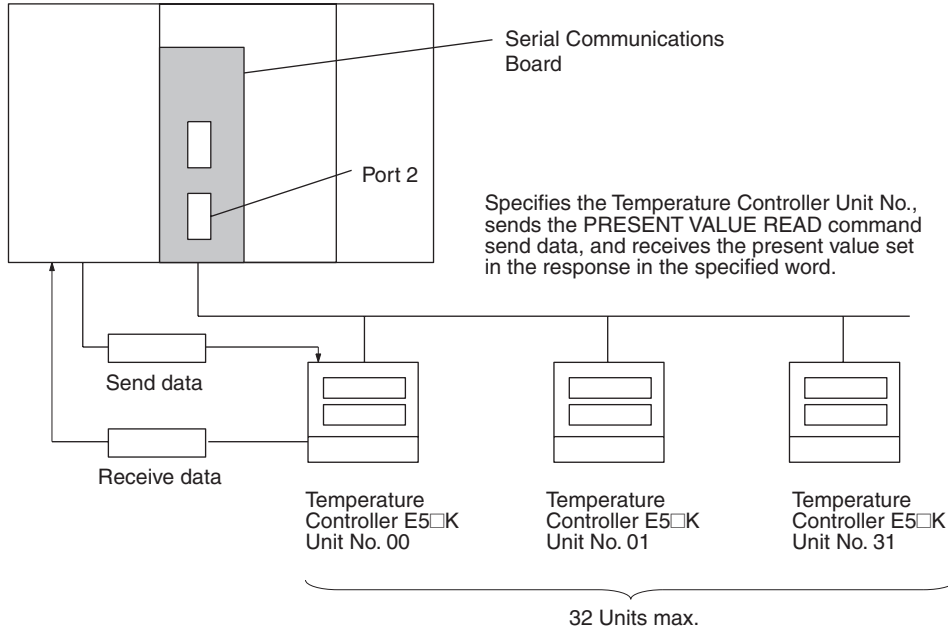 Serial Communications
Board
Port 2
Specifies the Temperature Controller Unit No.,
sends the PRESENT VALUE READ command
send data, and receives the present value set
in the response in the specified word.
Send data
Receive data
Temperature
Controller E5□K
Unit No. 00
Temperature
Controller E5□K
Unit No. 01
Temperature
Controller E5□K
Unit No. 31
32 Units max.